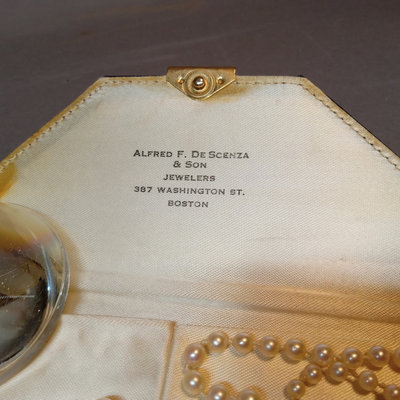 Alfred F. De Scenza
& Son
Jewelers
387 Washington St.
Boston